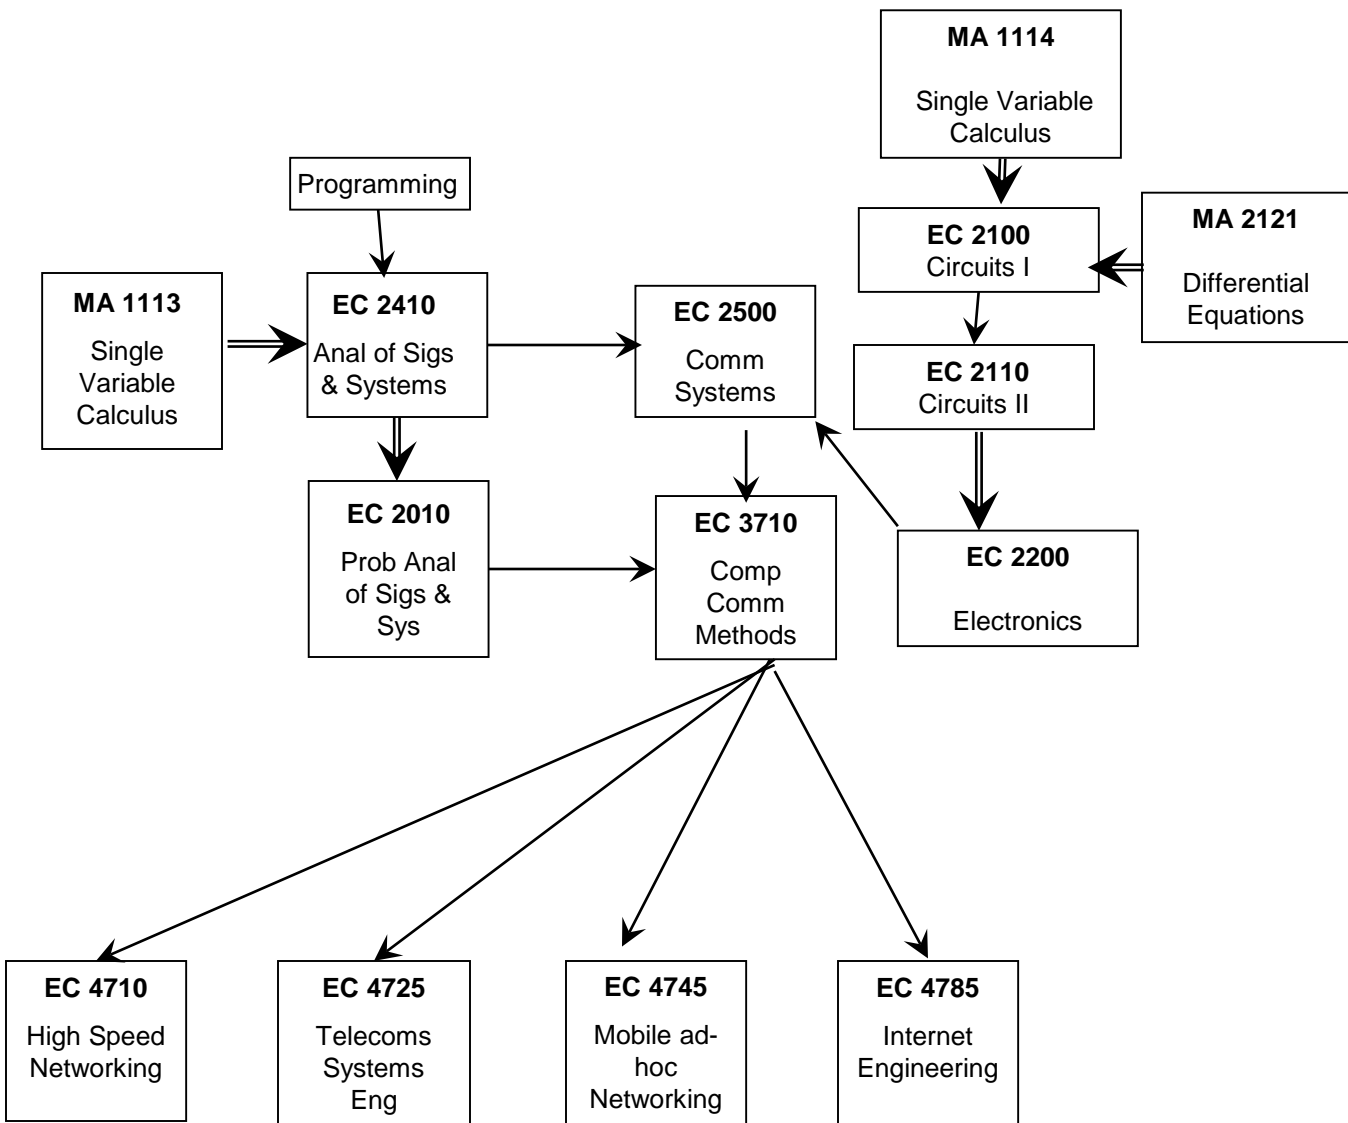 MA 1114
Single Variable
Calculus
Programming
EC 2100
Circuits I
MA 2121
Differential
Equations
MA 1113
Single
Variable
Calculus
EC 2410
Anal of Sigs
& Systems
EC 2500
Comm
Systems
EC 2110
Circuits II
EC 2010
Prob Anal
of Sigs &
Sys
EC 3710
Comp
Comm
Methods
EC 2200
Electronics
EC 4710
High Speed
Networking
EC 4725
Telecoms
Systems
Eng
EC 4745
Mobile ad-
hoc
Networking
EC 4785
Internet
Engineering